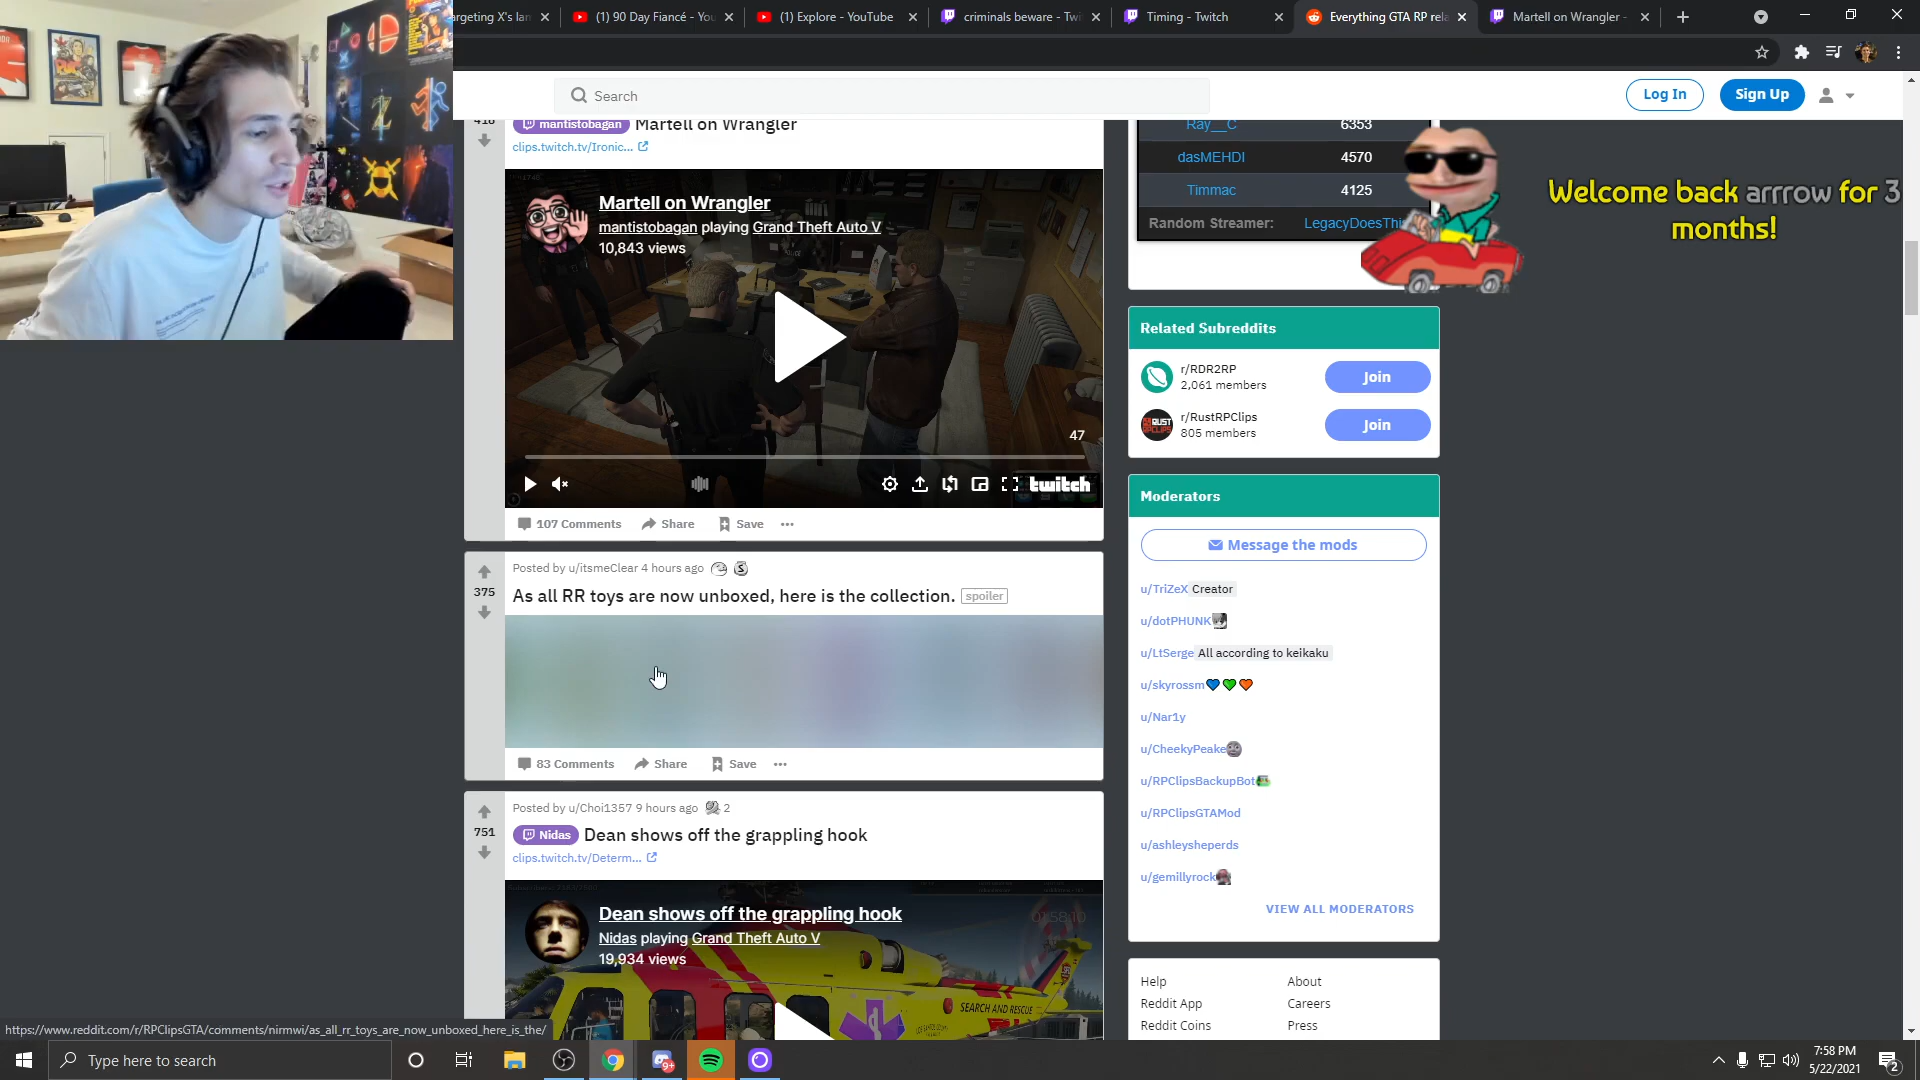 argeting X's lan
(1) 90 Day Fiancé - You
(1) Explore - YouTube
criminals beware - Twi
Timing - Twitch
Everything GTA RP rela
Martell on Wrangler -
Search
Log In
Sign Up
418
mantistobagan Martell on Wrangler
clips.twitch.tv/Ironic...
Martell on Wrangler
mantistobagan playing Grand Theft Auto V
10,843 views
47
twitch
107 Comments Share Save
Posted by u/itsmeClear 4 hours ago
375
As all RR toys are now unboxed, here is the collection. spoiler
83 Comments Share Save
Posted by u/Choi1357 9 hours ago 2
751
Nidas Dean shows off the grappling hook
clips.twitch.tv/Determ...
Dean shows off the grappling hook
Nidas playing Grand Theft Auto V
19,934 views
01:58:10
SEARCH AND RESCUE
Ray__C 6353
dasMEHDI 4570
Timmac 4125
Random Streamer: LegacyDoesThi
Welcome back arrrow for 3
months!
Related Subreddits
r/RDR2RP
2,061 members
Join
r/RustRPClips
805 members
Join
Moderators
Message the mods
u/TriZeX Creator
u/dotPHUNK
u/LtSerge All according to keikaku
u/skyrossm
u/Nar1y
u/CheekyPeake
u/RPClipsBackupBot
u/RPClipsGTAMod
u/ashleysheperds
u/gemillyrock
VIEW ALL MODERATORS
Help About
Reddit App Careers
Reddit Coins Press
https://www.reddit.com/r/RPClipsGTA/comments/nirmwi/as_all_rr_toys_are_now_unboxed_here_is_the/
Type here to search
9+
7:58 PM
5/22/2021
2